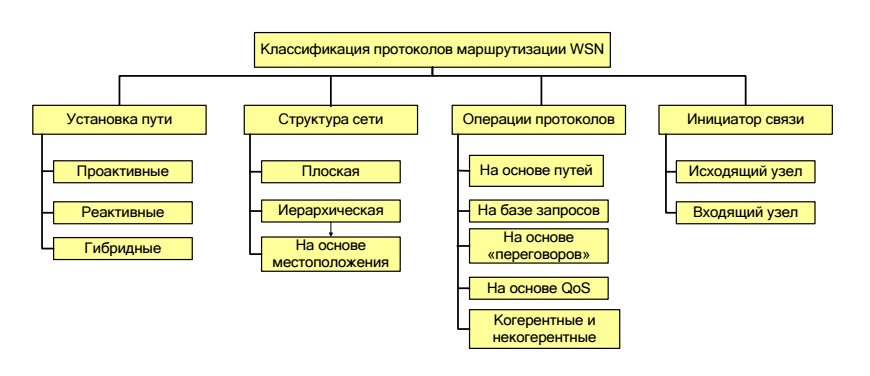 Классификация протоколов маршрутизации WSN
Установка пути
Проактивные
Реактивные
Гибридные
Структура сети
Плоская
Иерархическая
На основе
местоположения
Операции протоколов
На основе путей
На базе запросов
На основе
«переговоров»
На основе QoS
Когерентные и
некогерентные
Инициатор связи
Исходящий узел
Входящий узел